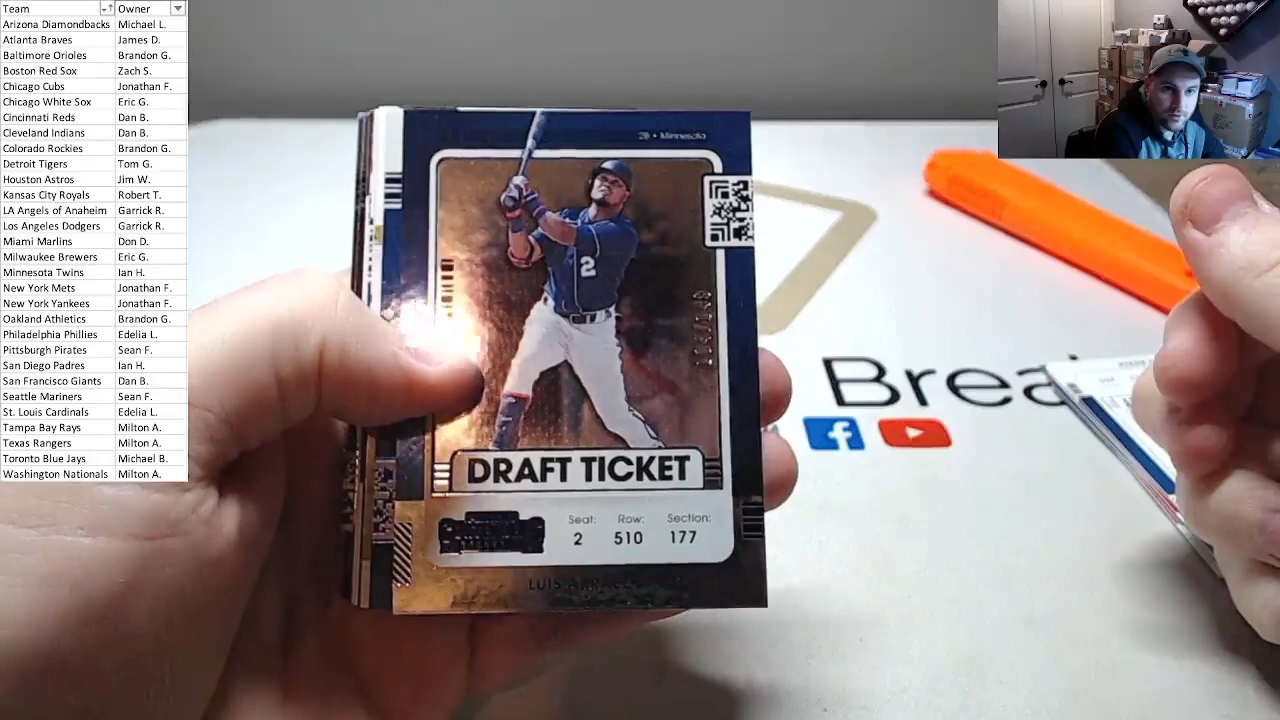 Team Owner
Arizona Diamondbacks Michael L.
Atlanta Braves James D.
Baltimore Orioles Brandon G.
Boston Red Sox Zach S.
Chicago Cubs Jonathan F.
Chicago White Sox Eric G.
Cincinnati Reds Dan B.
Cleveland Indians Dan B.
Colorado Rockies Brandon G.
Detroit Tigers Tom G.
Houston Astros Jim W.
Kansas City Royals Robert T.
LA Angels of Anaheim Garrick R.
Los Angeles Dodgers Garrick R.
Miami Marlins Don D.
Milwaukee Brewers Eric G.
Minnesota Twins Ian H.
New York Mets Jonathan F.
New York Yankees Jonathan F.
Oakland Athletics Brandon G.
Philadelphia Phillies Edelia L.
Pittsburgh Pirates Sean F.
San Diego Padres Ian H.
San Francisco Giants Dan B.
Seattle Mariners Sean F.
St. Louis Cardinals Edelia L.
Tampa Bay Rays Milton A.
Texas Rangers Milton A.
Toronto Blue Jays Michael B.
Washington Nationals Milton A.
2B • Minnesota
2
DRAFT TICKET
Seat: Row: Section:
2 510 177
LUIS
Brea